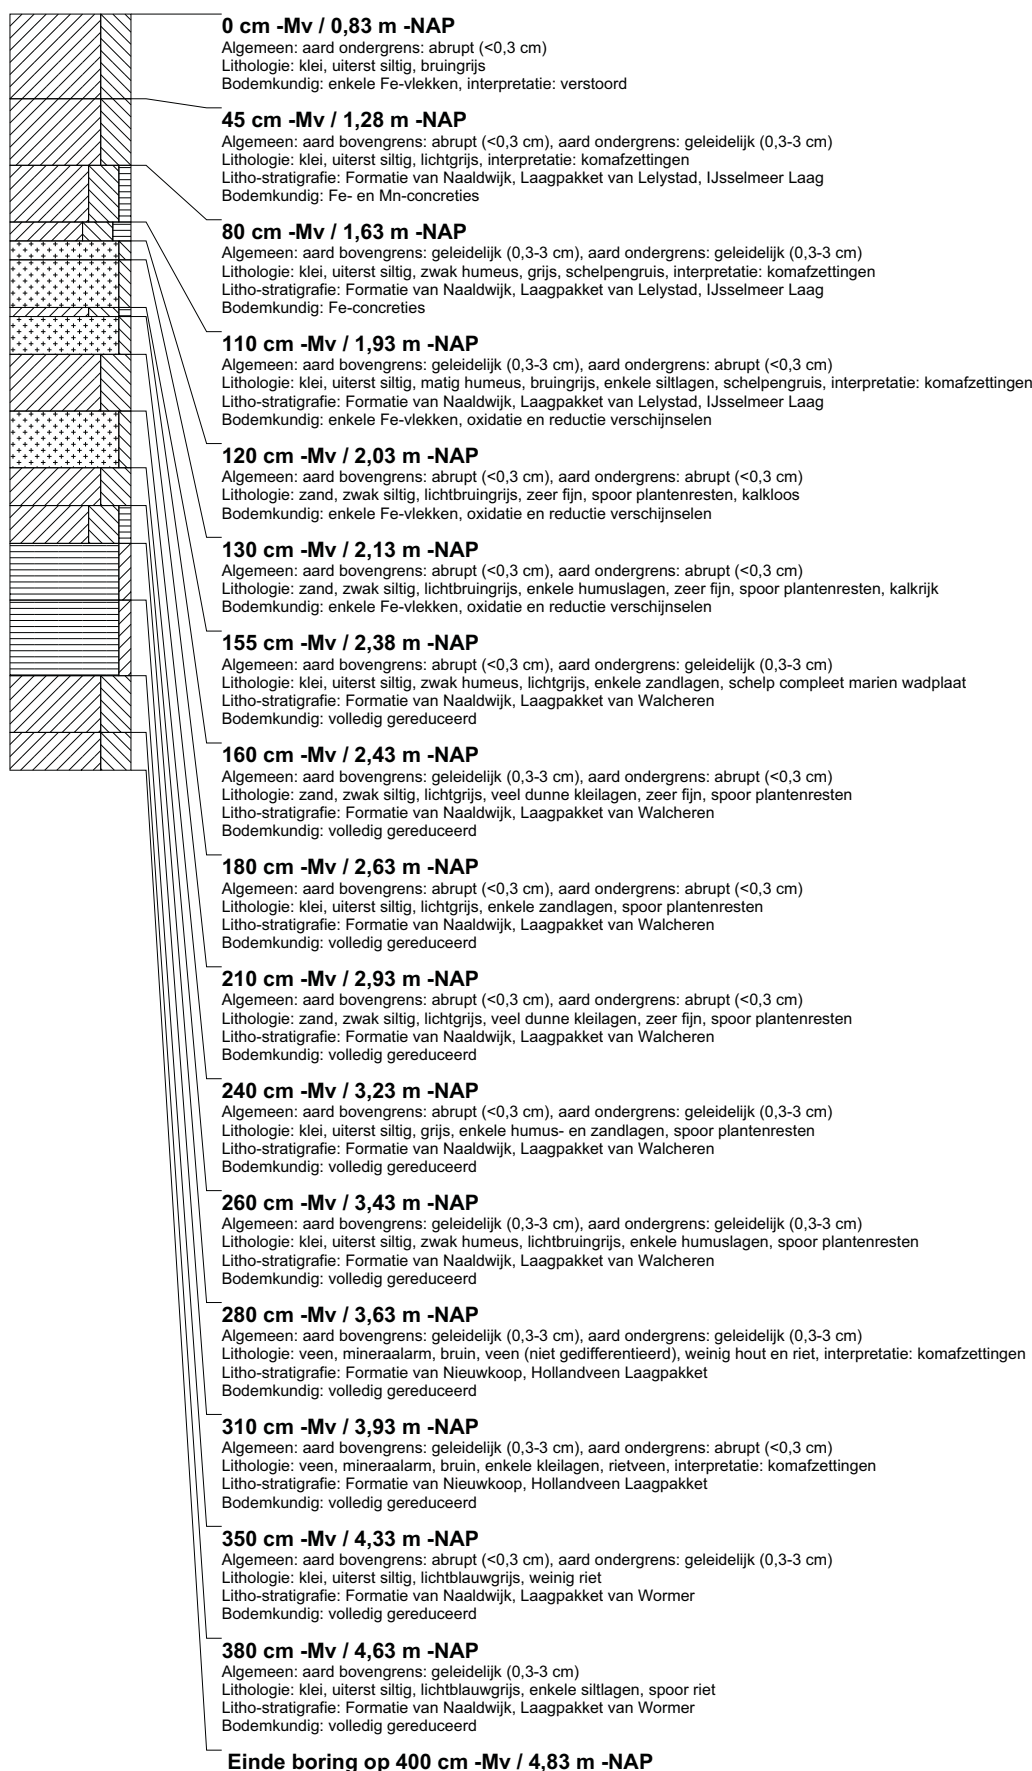 0 cm -Mv / 0,83 m -NAP
Algemeen: aard ondergrens: abrupt (<0,3 cm)
Lithologie: klei, uiterst siltig, bruingrijs
Bodemkundig: enkele Fe-vlekken, interpretatie: verstoord
45 cm -Mv / 1,28 m -NAP
Algemeen: aard bovengrens: abrupt (<0,3 cm), aard ondergrens: geleidelijk (0,3-3 cm)
Lithologie: klei, uiterst siltig, lichtgrijs, interpretatie: komafzettingen
Litho-stratigrafie: Formatie van Naaldwijk, Laagpakket van Lelystad, IJsselmeer Laag
Bodemkundig: Fe- en Mn-concreties
80 cm -Mv / 1,63 m -NAP
Algemeen: aard bovengrens: geleidelijk (0,3-3 cm), aard ondergrens: geleidelijk (0,3-3 cm)
Lithologie: klei, uiterst siltig, zwak humeus, grijs, schelpengruis, interpretatie: komafzettingen
Litho-stratigrafie: Formatie van Naaldwijk, Laagpakket van Lelystad, IJsselmeer Laag
Bodemkundig: Fe-concreties
110 cm -Mv / 1,93 m -NAP
Algemeen: aard bovengrens: geleidelijk (0,3-3 cm), aard ondergrens: abrupt (<0,3 cm)
Lithologie: klei, uiterst siltig, matig humeus, bruingrijs, enkele siltlagen, schelpengruis, interpretatie: komafzettingen
Litho-stratigrafie: Formatie van Naaldwijk, Laagpakket van Lelystad, IJsselmeer Laag
Bodemkundig: enkele Fe-vlekken, oxidatie en reductie verschijnselen
120 cm -Mv / 2,03 m -NAP
Algemeen: aard bovengrens: abrupt (<0,3 cm), aard ondergrens: abrupt (<0,3 cm)
Lithologie: zand, zwak siltig, lichtbruingrijs, zeer fijn, spoor plantenresten, kalkloos
Bodemkundig: enkele Fe-vlekken, oxidatie en reductie verschijnselen
130 cm -Mv / 2,13 m -NAP
Algemeen: aard bovengrens: abrupt (<0,3 cm), aard ondergrens: abrupt (<0,3 cm)
Lithologie: zand, zwak siltig, lichtbruingrijs, enkele humuslagen, zeer fijn, spoor plantenresten, kalkrijk
Bodemkundig: enkele Fe-vlekken, oxidatie en reductie verschijnselen
155 cm -Mv / 2,38 m -NAP
Algemeen: aard bovengrens: abrupt (<0,3 cm), aard ondergrens: geleidelijk (0,3-3 cm)
Lithologie: klei, uiterst siltig, zwak humeus, lichtgrijs, enkele zandlagen, schelp compleet marien wadplaat
Litho-stratigrafie: Formatie van Naaldwijk, Laagpakket van Walcheren
Bodemkundig: volledig gereduceerd
160 cm -Mv / 2,43 m -NAP
Algemeen: aard bovengrens: geleidelijk (0,3-3 cm), aard ondergrens: abrupt (<0,3 cm)
Lithologie: zand, zwak siltig, lichtgrijs, veel dunne kleilagen, zeer fijn, spoor plantenresten
Litho-stratigrafie: Formatie van Naaldwijk, Laagpakket van Walcheren
Bodemkundig: volledig gereduceerd
180 cm -Mv / 2,63 m -NAP
Algemeen: aard bovengrens: abrupt (<0,3 cm), aard ondergrens: abrupt (<0,3 cm)
Lithologie: klei, uiterst siltig, lichtgrijs, enkele zandlagen, spoor plantenresten
Litho-stratigrafie: Formatie van Naaldwijk, Laagpakket van Walcheren
Bodemkundig: volledig gereduceerd
210 cm -Mv / 2,93 m -NAP
Algemeen: aard bovengrens: abrupt (<0,3 cm), aard ondergrens: abrupt (<0,3 cm)
Lithologie: zand, zwak siltig, lichtgrijs, veel dunne kleilagen, zeer fijn, spoor plantenresten
Litho-stratigrafie: Formatie van Naaldwijk, Laagpakket van Walcheren
Bodemkundig: volledig gereduceerd
240 cm -Mv / 3,23 m -NAP
Algemeen: aard bovengrens: abrupt (<0,3 cm), aard ondergrens: geleidelijk (0,3-3 cm)
Lithologie: klei, uiterst siltig, grijs, enkele humus- en zandlagen, spoor plantenresten
Litho-stratigrafie: Formatie van Naaldwijk, Laagpakket van Walcheren
Bodemkundig: volledig gereduceerd
260 cm -Mv / 3,43 m -NAP
Algemeen: aard bovengrens: geleidelijk (0,3-3 cm), aard ondergrens: geleidelijk (0,3-3 cm)
Lithologie: klei, uiterst siltig, zwak humeus, lichtbruingrijs, enkele humuslagen, spoor plantenresten
Litho-stratigrafie: Formatie van Naaldwijk, Laagpakket van Walcheren
Bodemkundig: volledig gereduceerd
280 cm -Mv / 3,63 m -NAP
Algemeen: aard bovengrens: geleidelijk (0,3-3 cm), aard ondergrens: geleidelijk (0,3-3 cm)
Lithologie: veen, mineraalarm, bruin, veen (niet gedifferentieerd), weinig hout en riet, interpretatie: komafzettingen
Litho-stratigrafie: Formatie van Nieuwkoop, Hollandveen Laagpakket
Bodemkundig: volledig gereduceerd
310 cm -Mv / 3,93 m -NAP
Algemeen: aard bovengrens: geleidelijk (0,3-3 cm), aard ondergrens: abrupt (<0,3 cm)
Lithologie: veen, mineraalarm, bruin, enkele kleilagen, rietveen, interpretatie: komafzettingen
Litho-stratigrafie: Formatie van Nieuwkoop, Hollandveen Laagpakket
Bodemkundig: volledig gereduceerd
350 cm -Mv / 4,33 m -NAP
Algemeen: aard bovengrens: abrupt (<0,3 cm), aard ondergrens: geleidelijk (0,3-3 cm)
Lithologie: klei, uiterst siltig, lichtblauwgrijs, weinig riet
Litho-stratigrafie: Formatie van Naaldwijk, Laagpakket van Wormer
Bodemkundig: volledig gereduceerd
380 cm -Mv / 4,63 m -NAP
Algemeen: aard bovengrens: geleidelijk (0,3-3 cm)
Lithologie: klei, uiterst siltig, lichtblauwgrijs, enkele siltlagen, spoor riet
Litho-stratigrafie: Formatie van Naaldwijk, Laagpakket van Wormer
Bodemkundig: volledig gereduceerd
Einde boring op 400 cm -Mv / 4,83 m -NAP